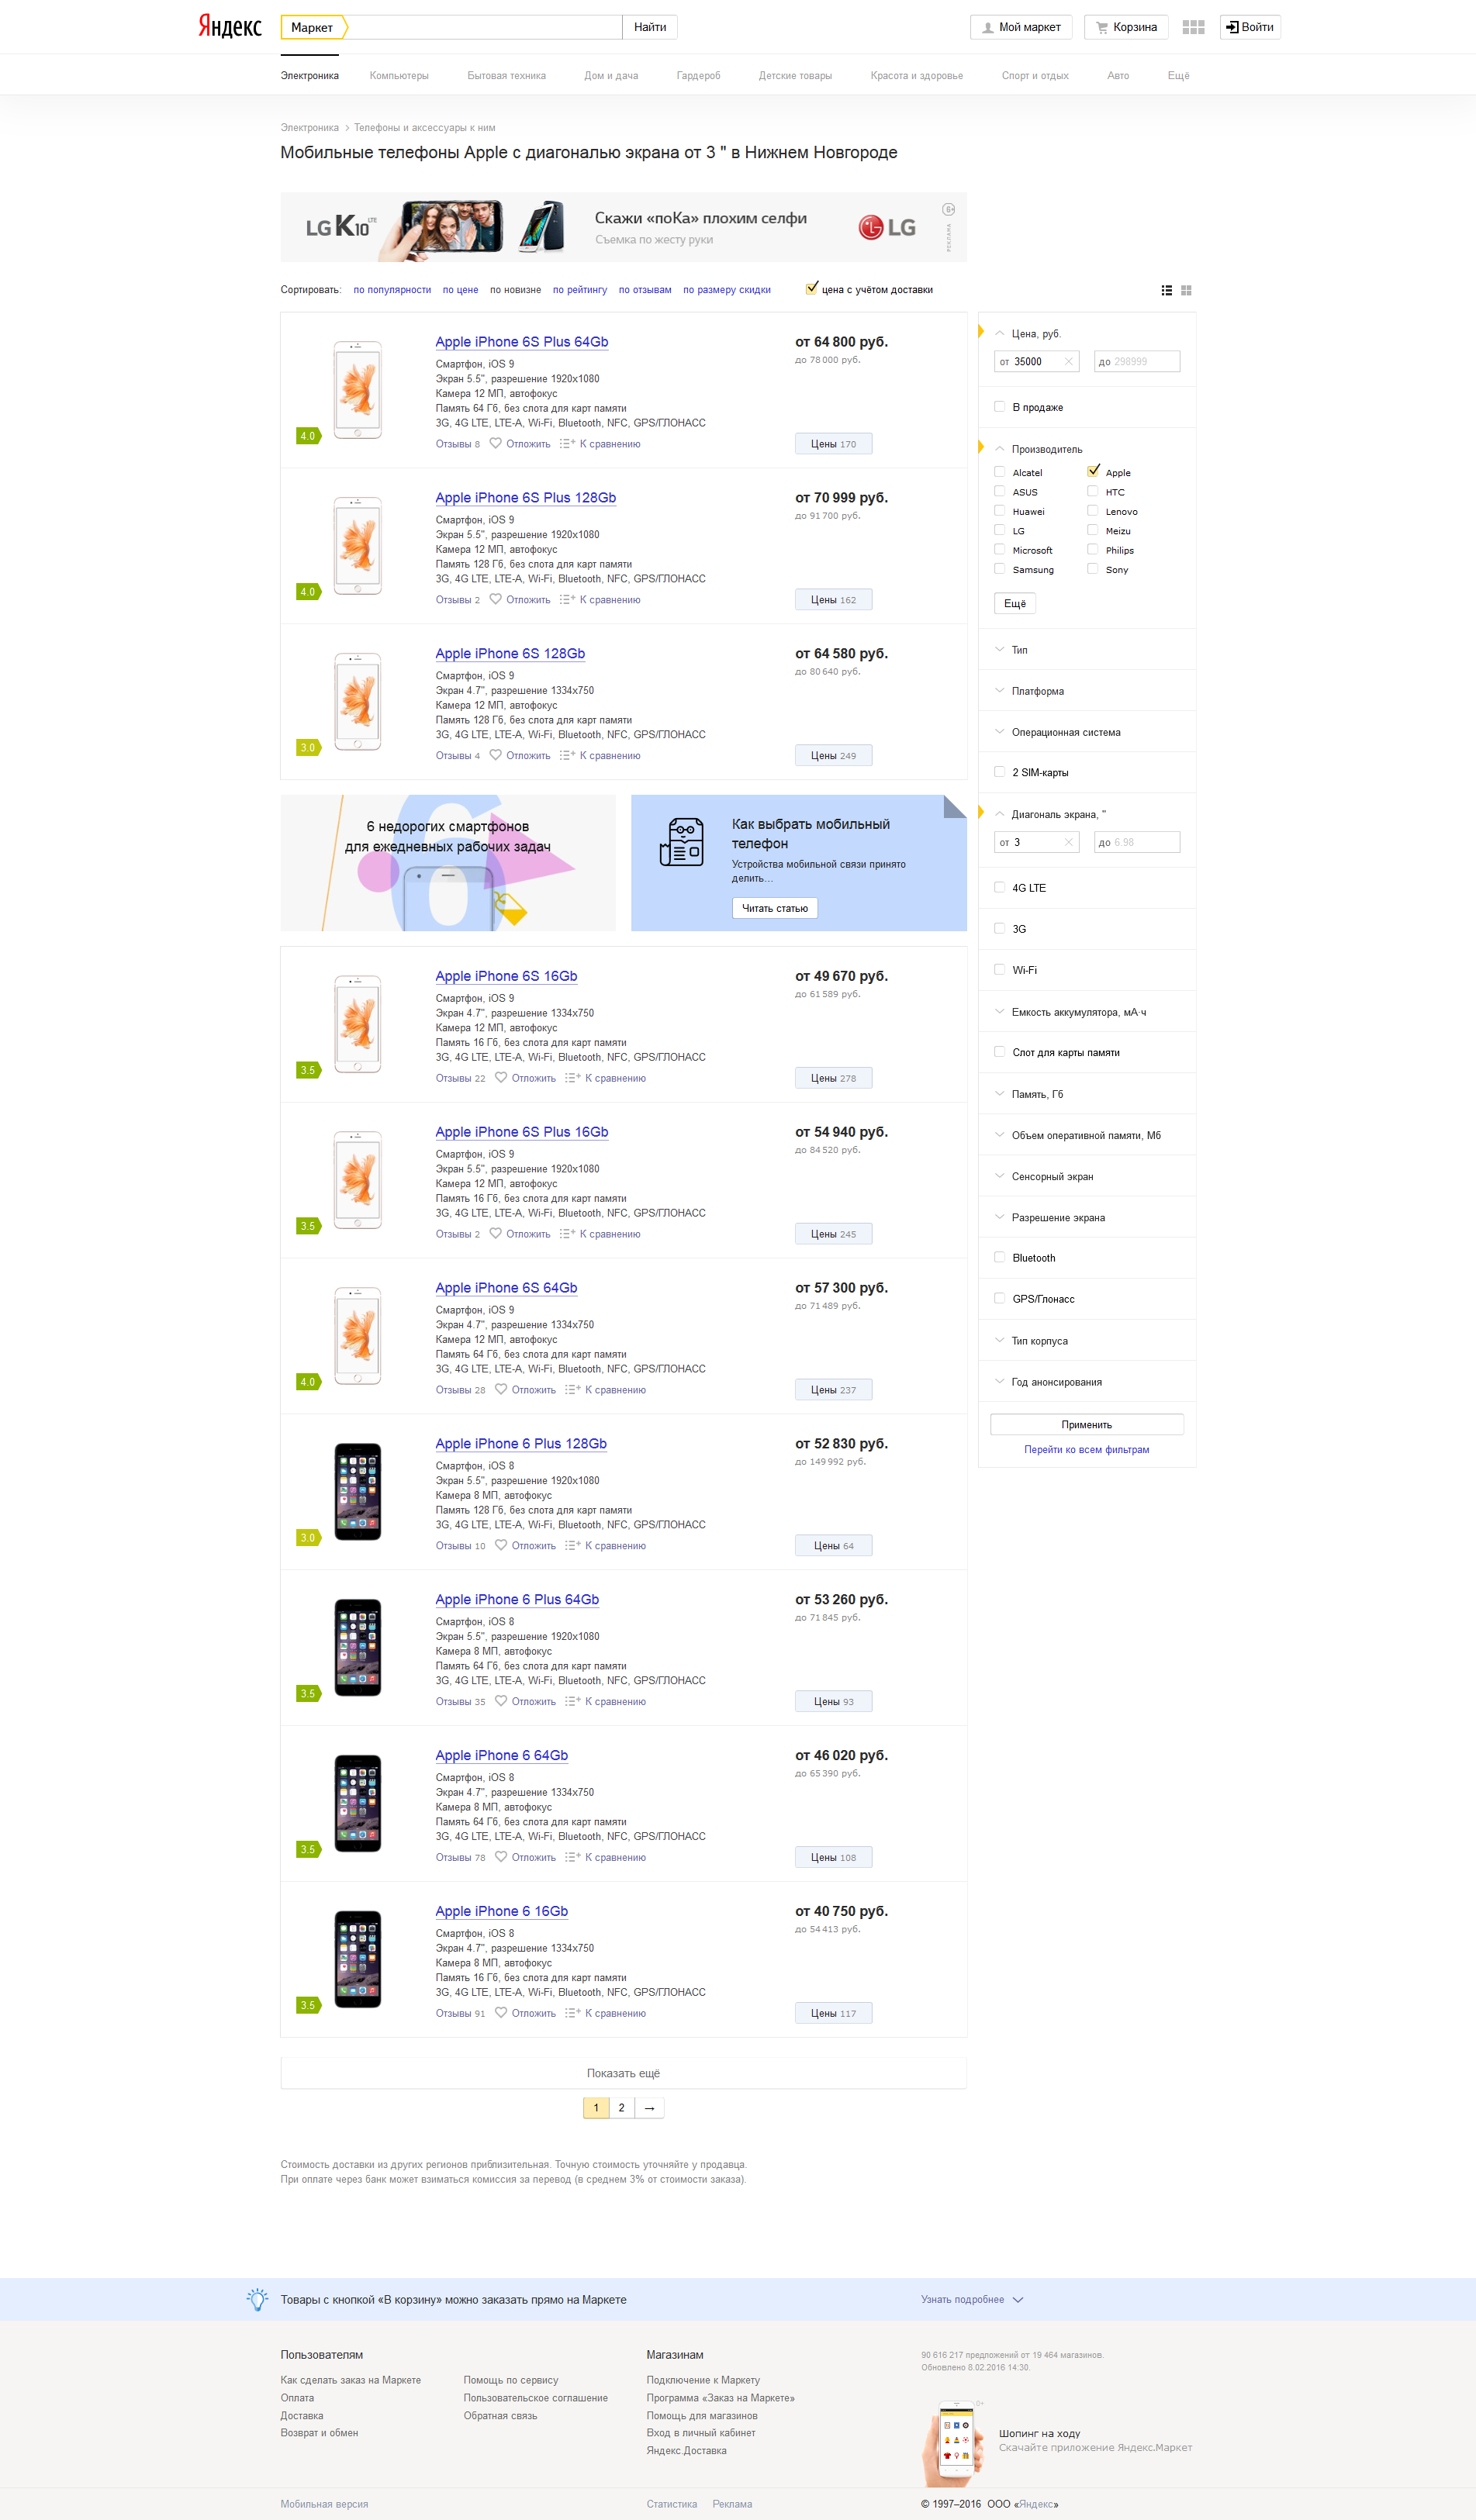 Яндекс
Маркет
Найти
Мой маркет
Корзина
Войти
Электроника Компьютеры Бытовая техника Дом и дача Гардероб Детские товары Красота и здоровье Спорт и отдых Авто Ещё
Электроника > Телефоны и аксессуары к ним
Мобильные телефоны Apple с диагональю экрана от 3 " в Нижнем Новгороде
LG K10 LTE
Скажи «поКа» плохим селфи
Съемка по жесту руки
LG
6+
РЕКЛАМА
Сортировать: по популярности по цене по новизне по рейтингу по отзывам по размеру скидки цена с учётом доставки
Apple iPhone 6S Plus 64Gb
Смартфон, iOS 9
Экран 5.5", разрешение 1920x1080
Камера 12 МП, автофокус
Память 64 Гб, без слота для карт памяти
3G, 4G LTE, LTE-A, Wi-Fi, Bluetooth, NFC, GPS/ГЛОНАСС
4.0
Отзывы 8 Отложить К сравнению
от 64 800 руб.
до 78 000 руб.
Цены 170
Apple iPhone 6S Plus 128Gb
Смартфон, iOS 9
Экран 5.5", разрешение 1920x1080
Камера 12 МП, автофокус
Память 128 Гб, без слота для карт памяти
3G, 4G LTE, LTE-A, Wi-Fi, Bluetooth, NFC, GPS/ГЛОНАСС
4.0
Отзывы 2 Отложить К сравнению
от 70 999 руб.
до 91 700 руб.
Цены 162
Apple iPhone 6S 128Gb
Смартфон, iOS 9
Экран 4.7", разрешение 1334x750
Камера 12 МП, автофокус
Память 128 Гб, без слота для карт памяти
3G, 4G LTE, LTE-A, Wi-Fi, Bluetooth, NFC, GPS/ГЛОНАСС
3.0
Отзывы 4 Отложить К сравнению
от 64 580 руб.
до 80 640 руб.
Цены 249
6
6 недорогих смартфонов
для ежедневных рабочих задач
Как выбрать мобильный
телефон
Устройства мобильной связи принято
делить...
Читать статью
Apple iPhone 6S 16Gb
Смартфон, iOS 9
Экран 4.7", разрешение 1334x750
Камера 12 МП, автофокус
Память 16 Гб, без слота для карт памяти
3G, 4G LTE, LTE-A, Wi-Fi, Bluetooth, NFC, GPS/ГЛОНАСС
3.5
Отзывы 22 Отложить К сравнению
от 49 670 руб.
до 61 589 руб.
Цены 278
Apple iPhone 6S Plus 16Gb
Смартфон, iOS 9
Экран 5.5", разрешение 1920x1080
Камера 12 МП, автофокус
Память 16 Гб, без слота для карт памяти
3G, 4G LTE, LTE-A, Wi-Fi, Bluetooth, NFC, GPS/ГЛОНАСС
3.5
Отзывы 2 Отложить К сравнению
от 54 940 руб.
до 84 520 руб.
Цены 245
Apple iPhone 6S 64Gb
Смартфон, iOS 9
Экран 4.7", разрешение 1334x750
Камера 12 МП, автофокус
Память 64 Гб, без слота для карт памяти
3G, 4G LTE, LTE-A, Wi-Fi, Bluetooth, NFC, GPS/ГЛОНАСС
4.0
Отзывы 28 Отложить К сравнению
от 57 300 руб.
до 71 489 руб.
Цены 237
Apple iPhone 6 Plus 128Gb
Смартфон, iOS 8
Экран 5.5", разрешение 1920x1080
Камера 8 МП, автофокус
Память 128 Гб, без слота для карт памяти
3G, 4G LTE, LTE-A, Wi-Fi, Bluetooth, NFC, GPS/ГЛОНАСС
3.0
Отзывы 10 Отложить К сравнению
от 52 830 руб.
до 149 992 руб.
Цены 64
Apple iPhone 6 Plus 64Gb
Смартфон, iOS 8
Экран 5.5", разрешение 1920x1080
Камера 8 МП, автофокус
Память 64 Гб, без слота для карт памяти
3G, 4G LTE, LTE-A, Wi-Fi, Bluetooth, NFC, GPS/ГЛОНАСС
3.5
Отзывы 35 Отложить К сравнению
от 53 260 руб.
до 71 845 руб.
Цены 93
Apple iPhone 6 64Gb
Смартфон, iOS 8
Экран 4.7", разрешение 1334x750
Камера 8 МП, автофокус
Память 64 Гб, без слота для карт памяти
3G, 4G LTE, LTE-A, Wi-Fi, Bluetooth, NFC, GPS/ГЛОНАСС
3.5
Отзывы 78 Отложить К сравнению
от 46 020 руб.
до 65 390 руб.
Цены 108
Apple iPhone 6 16Gb
Смартфон, iOS 8
Экран 4.7", разрешение 1334x750
Камера 8 МП, автофокус
Память 16 Гб, без слота для карт памяти
3G, 4G LTE, LTE-A, Wi-Fi, Bluetooth, NFC, GPS/ГЛОНАСС
3.5
Отзывы 91 Отложить К сравнению
от 40 750 руб.
до 54 413 руб.
Цены 117
Цена, руб.
от 35000 до 298999
В продаже
Производитель
Alcatel Apple
ASUS HTC
Huawei Lenovo
LG Meizu
Microsoft Philips
Samsung Sony
Ещё
Тип
Платформа
Операционная система
2 SIM-карты
Диагональ экрана, "
от 3 до 6.98
4G LTE
3G
Wi-Fi
Емкость аккумулятора, мА·ч
Слот для карты памяти
Память, Гб
Объем оперативной памяти, Мб
Сенсорный экран
Разрешение экрана
Bluetooth
GPS/Глонасс
Тип корпуса
Год анонсирования
Применить
Перейти ко всем фильтрам
Показать ещё
1 2 →
Стоимость доставки из других регионов приблизительная. Точную стоимость уточняйте у продавца.
При оплате через банк может взиматься комиссия за перевод (в среднем 3% от стоимости заказа).
Товары с кнопкой «В корзину» можно заказать прямо на Маркете
Узнать подробнее
Пользователям
Как сделать заказ на Маркете
Оплата
Доставка
Возврат и обмен
Помощь по сервису
Пользовательское соглашение
Обратная связь
Магазинам
Подключение к Маркету
Программа «Заказ на Маркете»
Помощь для магазинов
Вход в личный кабинет
Яндекс.Доставка
90 616 217 предложений от 19 464 магазинов.
Обновлено 8.02.2016 14:30.
Шопинг на ходу
Скачайте приложение Яндекс.Маркет
Мобильная версия
Статистика Реклама
© 1997–2016 ООО «Яндекс»